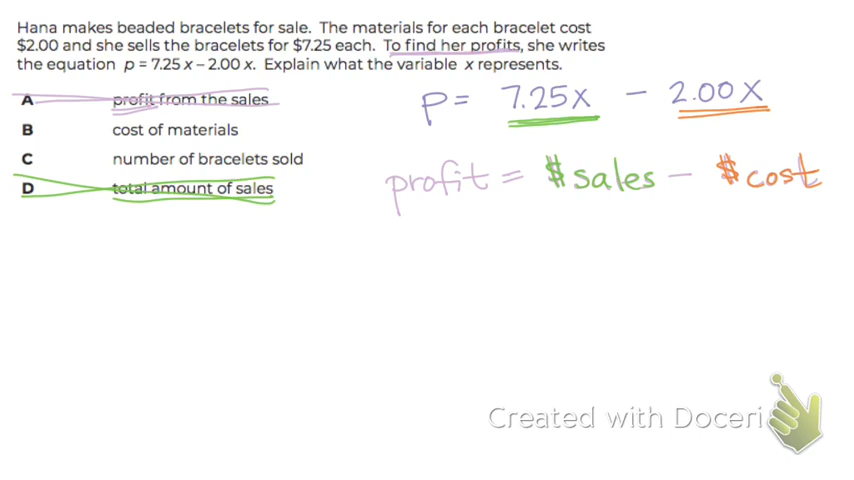 Hana makes beaded bracelets for sale. The materials for each bracelet cost
$2.00 and she sells the bracelets for $7.25 each. To find her profits, she writes
the equation p = 7.25 x – 2.00 x. Explain what the variable x represents.
A profit from the sales
B cost of materials
C number of bracelets sold
D total amount of sales
p = 7.25x - 2.00x
profit = $sales - $cost
Created with Doceri